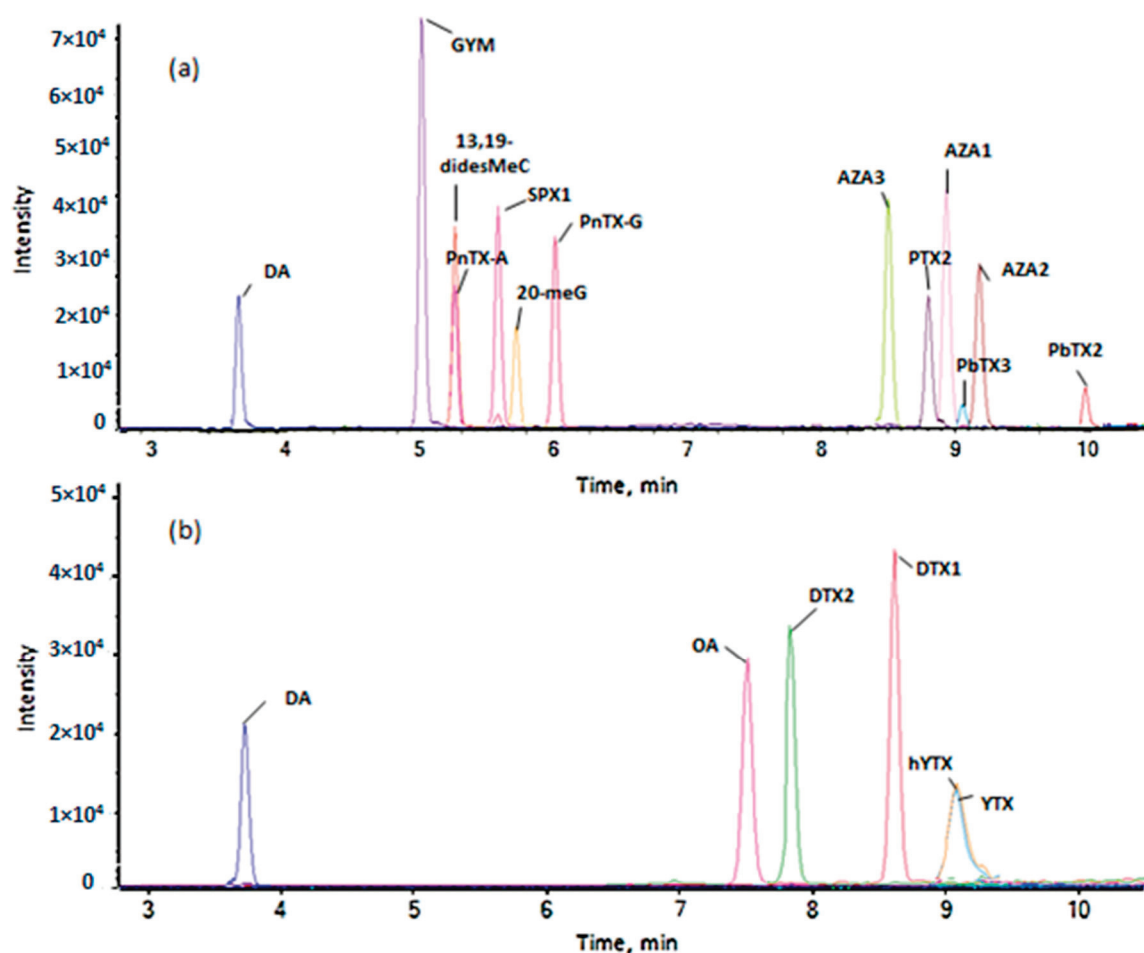 7×10⁴
6×10⁴
5×10⁴
4×10⁴
3×10⁴
2×10⁴
1×10⁴
0
Intensity
(a)
DA
GYM
13,19-
didesMeC
PnTX-A
SPX1
20-meG
PnTX-G
AZA3
PTX2
AZA1
PbTX3
AZA2
PbTX2
3 4 5 6 7 8 9 10
Time, min
5×10⁴
4×10⁴
3×10⁴
2×10⁴
1×10⁴
0
Intensity
(b)
DA
OA
DTX2
DTX1
hYTX
YTX
3 4 5 6 7 8 9 10
Time, min